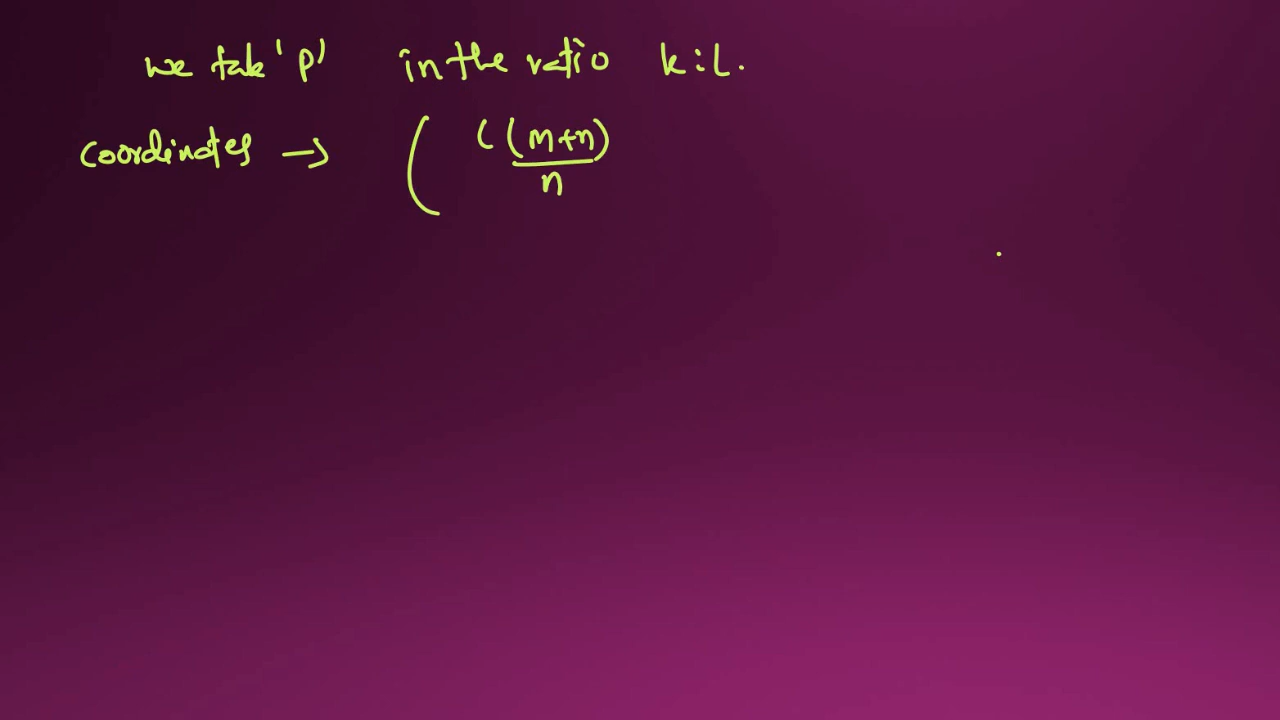 we take 'p' in the ratio k:L.
coordinates → ( ( (m+n)/n